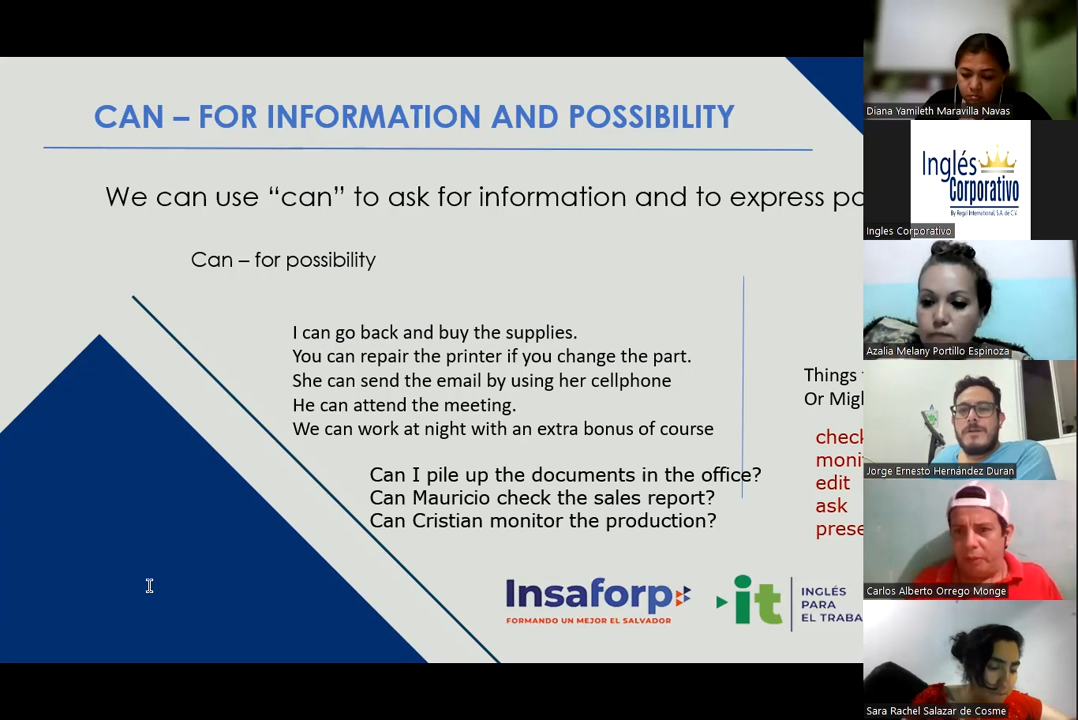 CAN – FOR INFORMATION AND POSSIBILITY
We can use “can” to ask for information and to express
Can – for possibility
I can go back and buy the supplies.
You can repair the printer if you change the part.
She can send the email by using her cellphone
He can attend the meeting.
We can work at night with an extra bonus of course
Can I pile up the documents in the office?
Can Mauricio check the sales report?
Can Cristian monitor the production?
Things
Or
edit
ask
Insaforp
FORMANDO UN MEJOR EL SALVADOR
it
INGLÉS
PARA
EL
Diana Yamileth Maravilla Navas
Inglés
Corporativo
By Regal International, S.A. de C.V.
Ingles Corporativo
Azalia Melany Portillo Espinoza
Jorge Ernesto Hernández Duran
Carlos Alberto Orrego Monge
Sara Rachel Salazar de Cosme